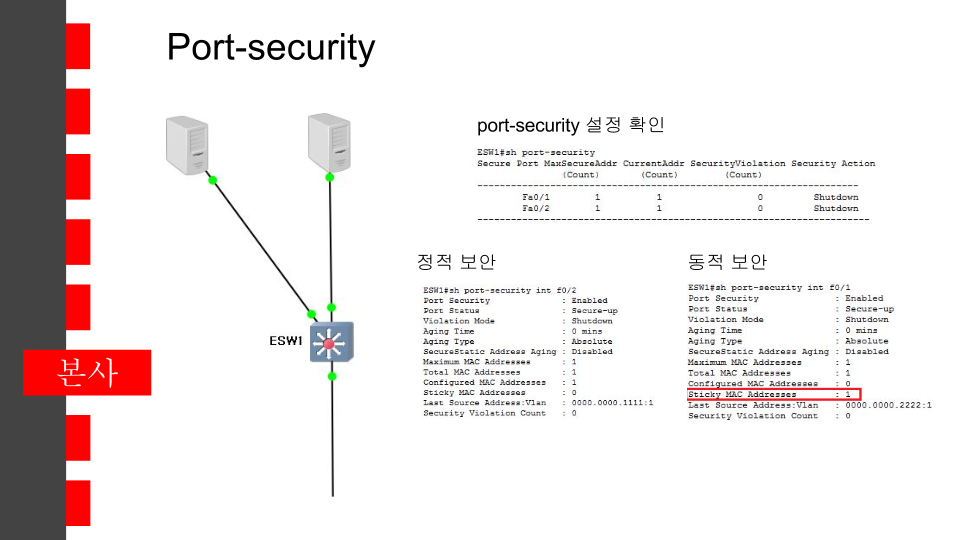 Port-security
port-security 설정 확인
ESW1#sh port-security
Secure Port MaxSecureAddr CurrentAddr SecurityViolation Security Action
(Count) (Count) (Count)
---------------------------------------------------------------------------
Fa0/1 1 1 0 Shutdown
Fa0/2 1 1 0 Shutdown
---------------------------------------------------------------------------
정적 보안
ESW1#sh port-security int f0/2
Port Security : Enabled
Port Status : Secure-up
Violation Mode : Shutdown
Aging Time : 0 mins
Aging Type : Absolute
SecureStatic Address Aging : Disabled
Maximum MAC Addresses : 1
Total MAC Addresses : 1
Configured MAC Addresses : 1
Sticky MAC Addresses : 0
Last Source Address:Vlan : 0000.0000.1111:1
Security Violation Count : 0
동적 보안
ESW1#sh port-security int f0/1
Port Security : Enabled
Port Status : Secure-up
Violation Mode : Shutdown
Aging Time : 0 mins
Aging Type : Absolute
SecureStatic Address Aging : Disabled
Maximum MAC Addresses : 1
Total MAC Addresses : 1
Configured MAC Addresses : 0
Sticky MAC Addresses : 1
Last Source Address:Vlan : 0000.0000.2222:1
Security Violation Count : 0
ESW1
본사